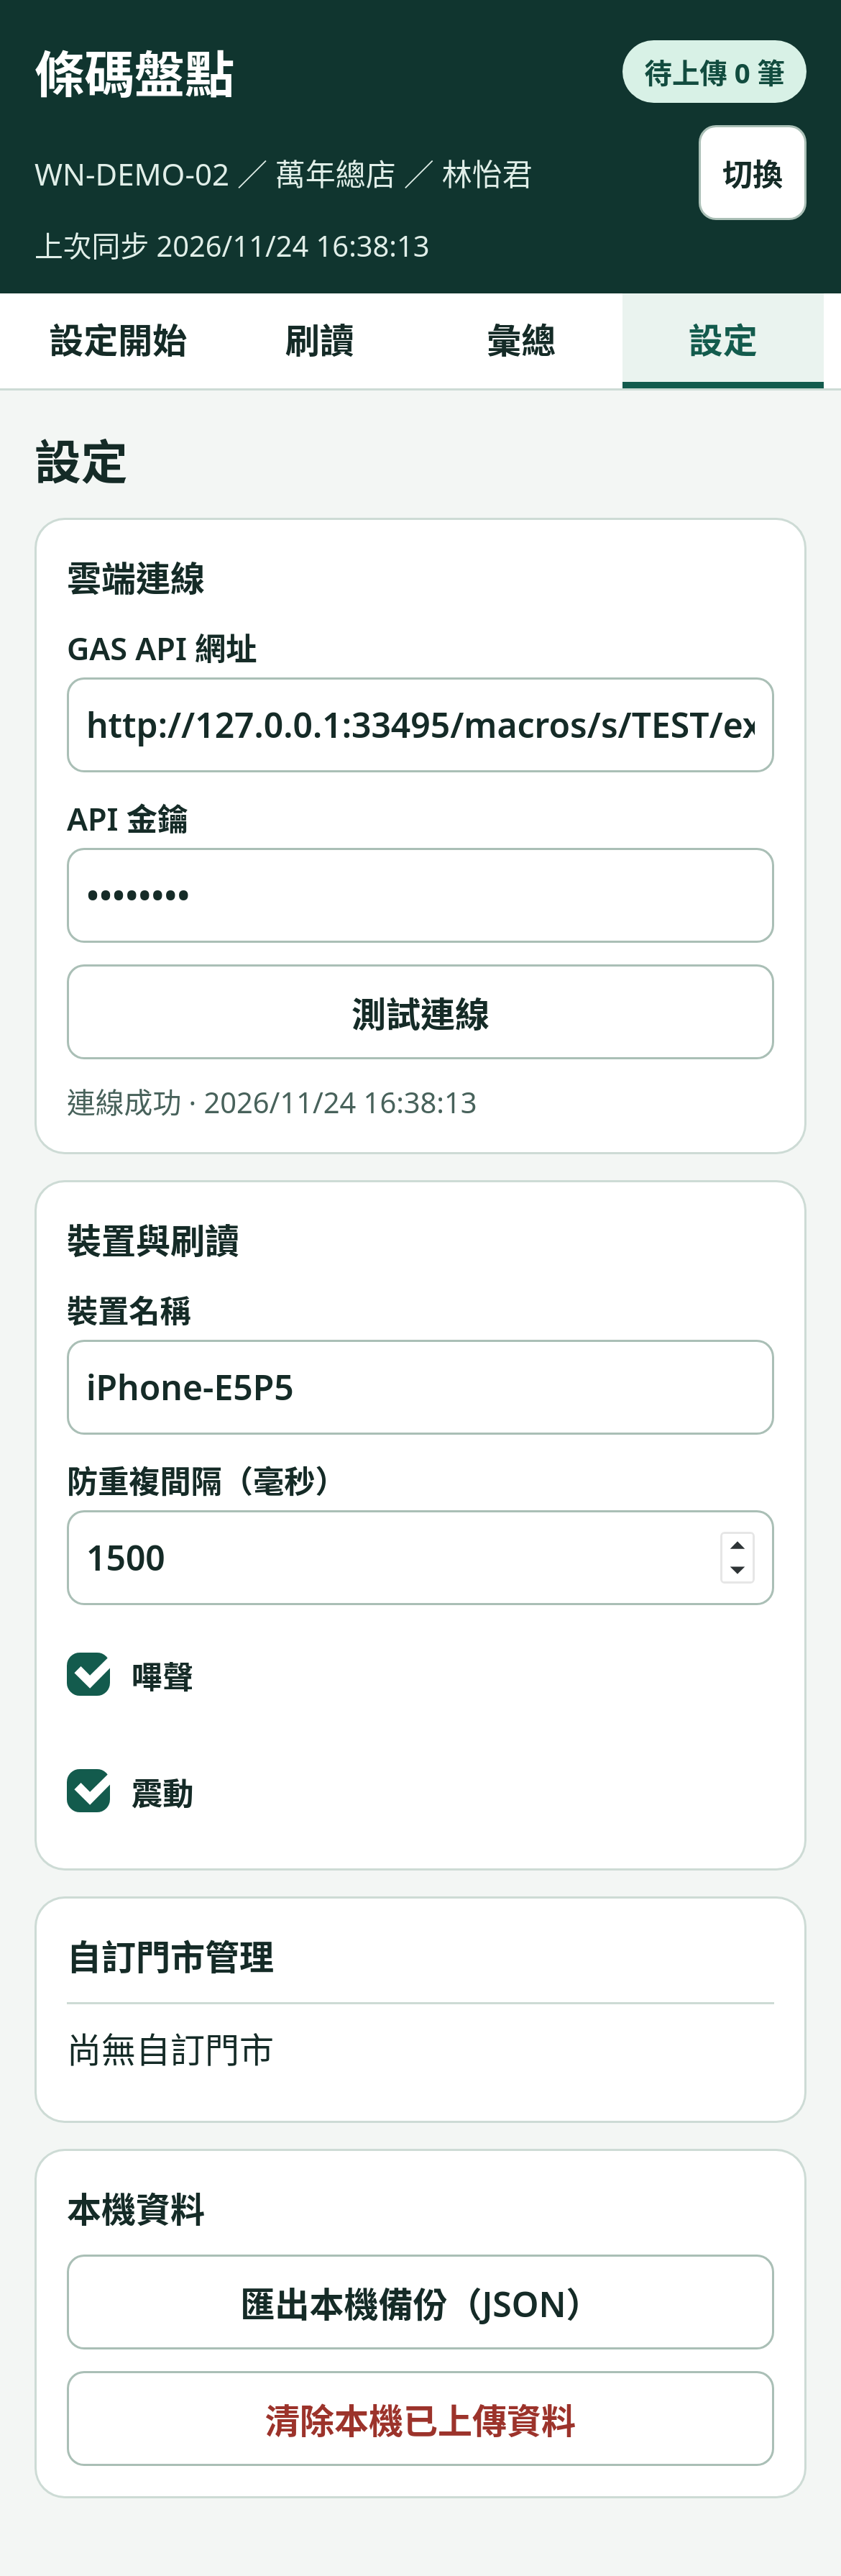 條碼盤點
待上傳 0 筆
WN-DEMO-02 ／ 萬年總店 ／ 林怡君
切換
上次同步 2026/11/24 16:38:13
設定開始
刷讀
彙總
設定
設定
雲端連線
GAS API 網址
http://127.0.0.1:33495/macros/s/TEST/ex
API 金鑰
••••••••
測試連線
連線成功 · 2026/11/24 16:38:13
裝置與刷讀
裝置名稱
iPhone-E5P5
防重複間隔（毫秒）
1500
嗶聲
震動
自訂門市管理
尚無自訂門市
本機資料
匯出本機備份（JSON）
清除本機已上傳資料